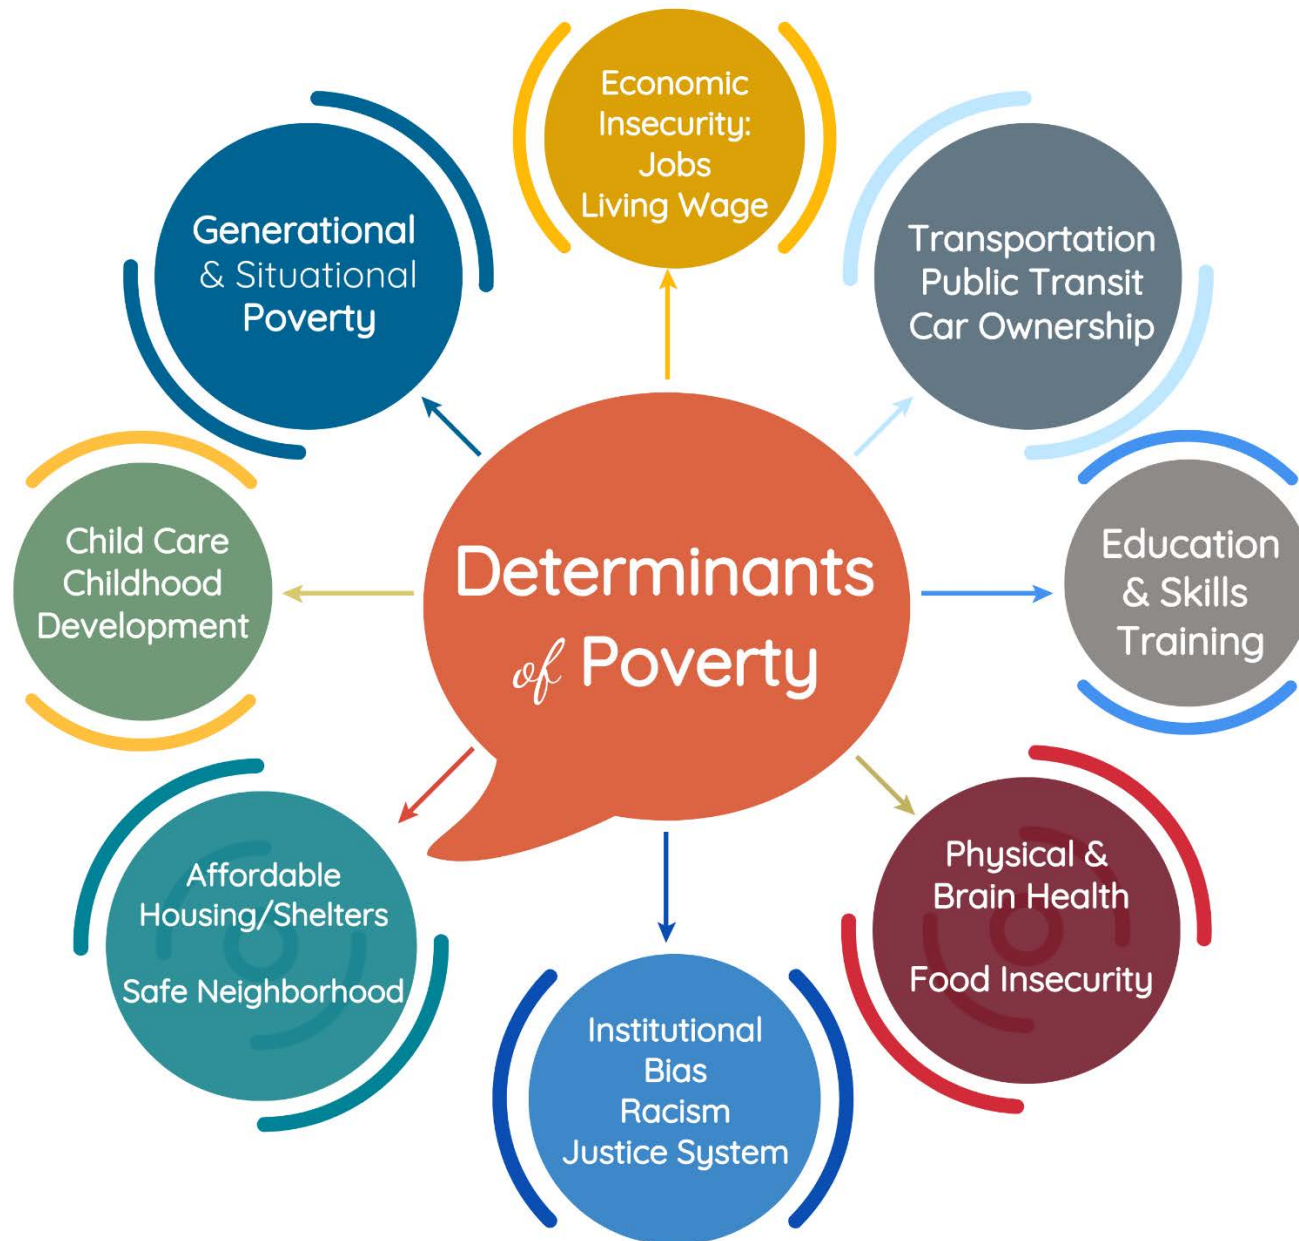 Economic
Insecurity:
Jobs
Living Wage
Generational
& Situational
Poverty
Transportation
Public Transit
Car Ownership
Child Care
Childhood
Development
Determinants
of Poverty
Education
& Skills
Training
Affordable
Housing/Shelters
Safe Neighborhood
Physical &
Brain Health
Food Insecurity
Institutional
Bias
Racism
Justice System